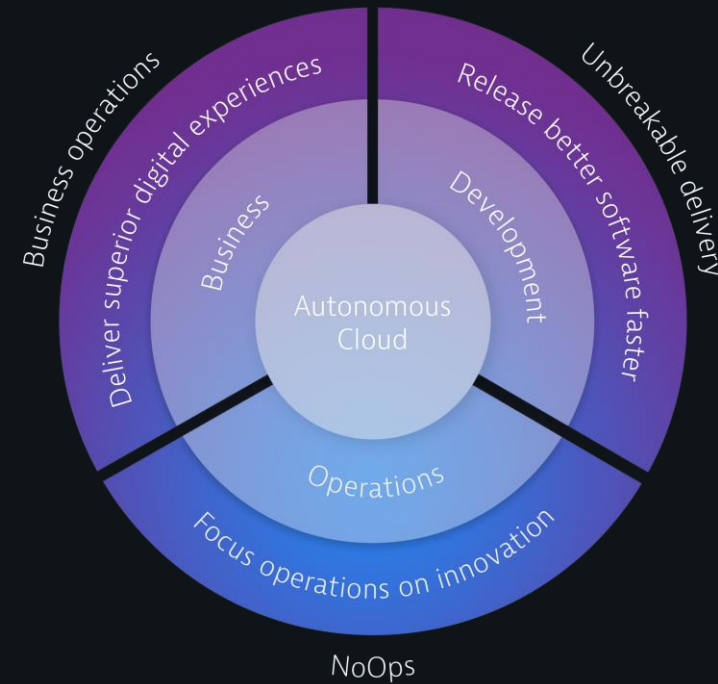 Business operations
Deliver superior digital experiences
Business
Unbreakable delivery
Release better software faster
Development
Autonomous
Cloud
Operations
Focus operations on innovation
NoOps